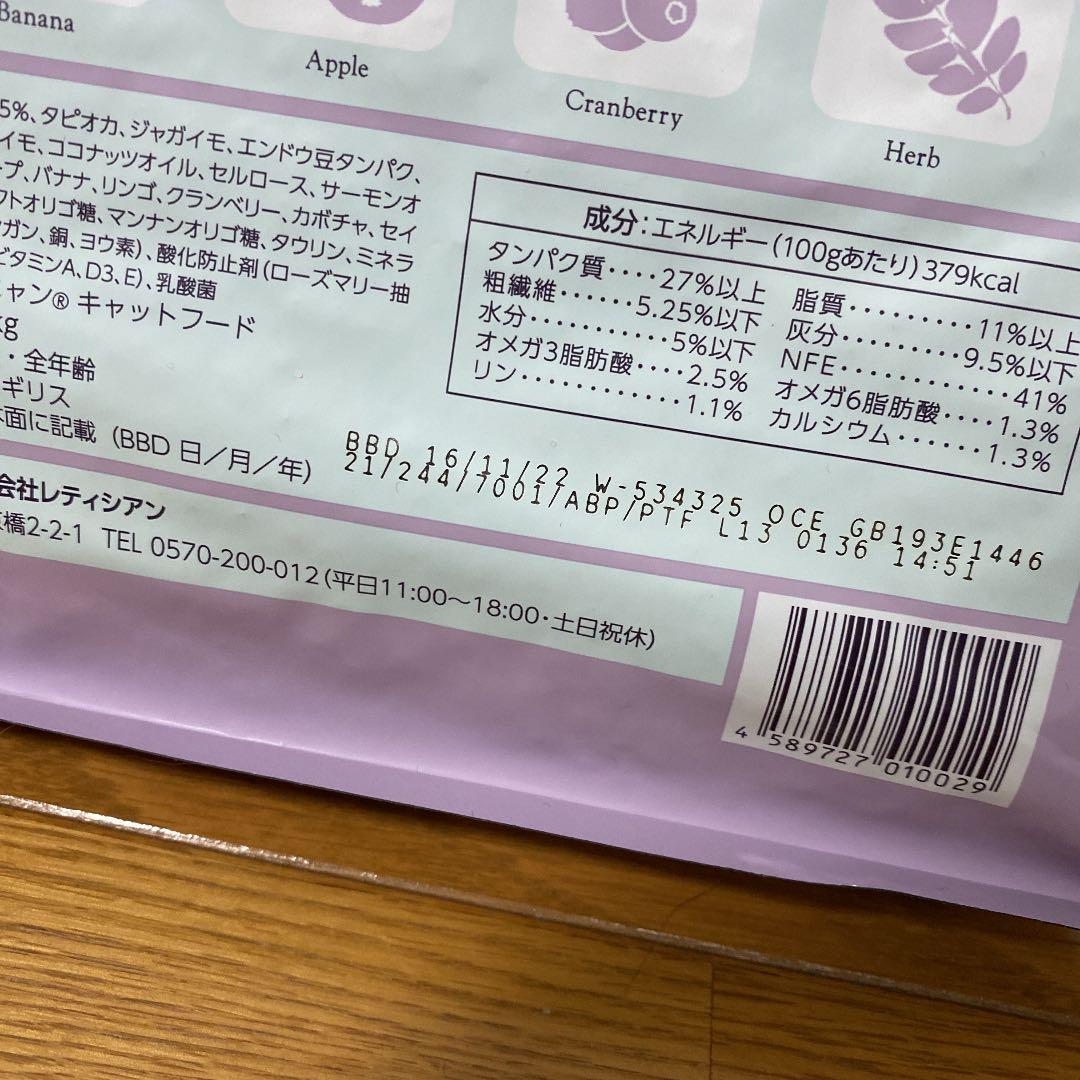 Banana
Apple
Cranberry
Herb
5%、タピオカ、ジャガイモ、エンドウ豆タンパク、
イモ、ココナッツオイル、セルロース、サーモンオ
ープ、バナナ、リンゴ、クランベリー、カボチャ、セイ
クトオリゴ糖、マンナンオリゴ糖、タウリン、ミネラ
ガン、銅、ヨウ素)、酸化防止剤(ローズマリー抽
ビタミンA、D3、E)、乳酸菌
ャン® キャットフード
kg
・全年齢
ギリス
本面に記載 (BBD 日/月/年)
成分:エネルギー(100gあたり)379kcal
タンパク質････27%以上 脂質･････････11%以上
粗繊維･･････5.25%以下 灰分･････････9.5%以下
水分･･････････5%以下 NFE･･･････････41%
オメガ3脂肪酸････2.5% オメガ6脂肪酸････1.3%
リン････････････1.1% カルシウム･･････1.3%
BBD 16/11/22 W-534325 OCE GB193E1446
21/244/7001/ABP/PTF L13 0136 14:51
会社レティシアン
橋2-2-1 TEL 0570-200-012(平日11:00～18:00・土日祝休)
4 589727 010029